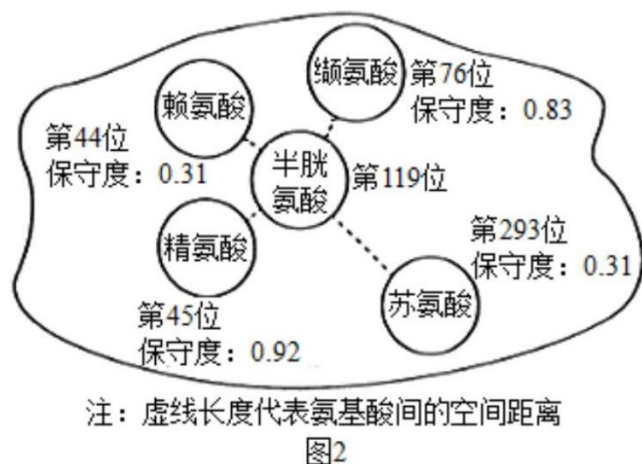 赖氨酸
缬氨酸
第76位
保守度：0.83
第44位
保守度：0.31
半胱
氨酸
第119位
精氨酸
第293位
保守度：0.31
苏氨酸
第45位
保守度：0.92
注：虚线长度代表氨基酸间的空间距离
图2